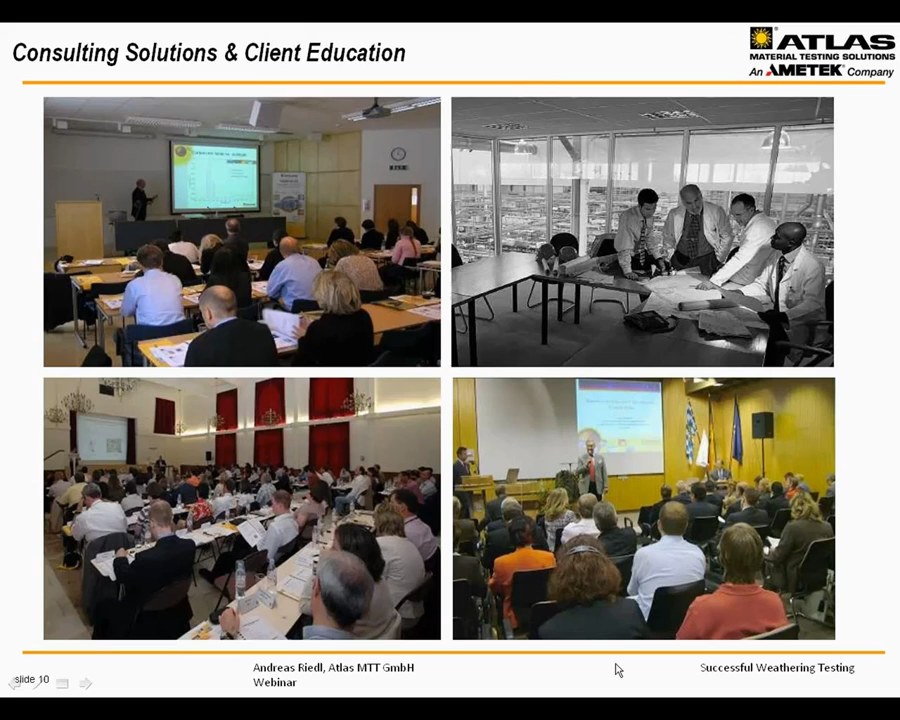 Consulting Solutions & Client Education
ATLAS
MATERIAL TESTING SOLUTIONS
An AMETEK® Company
slide 10
Andreas Riedl, Atlas MTT GmbH
Webinar
Successful Weathering Testing